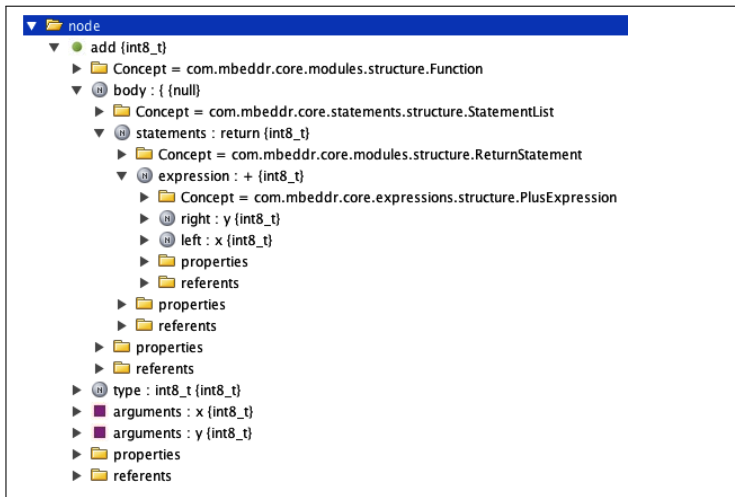 node
add {int8_t}
Concept = com.mbeddr.core.modules.structure.Function
body : { {null}
Concept = com.mbeddr.core.statements.structure.StatementList
statements : return {int8_t}
Concept = com.mbeddr.core.modules.structure.ReturnStatement
expression : + {int8_t}
Concept = com.mbeddr.core.expressions.structure.PlusExpression
right : y {int8_t}
left : x {int8_t}
properties
referents
properties
referents
properties
referents
type : int8_t {int8_t}
arguments : x {int8_t}
arguments : y {int8_t}
properties
referents